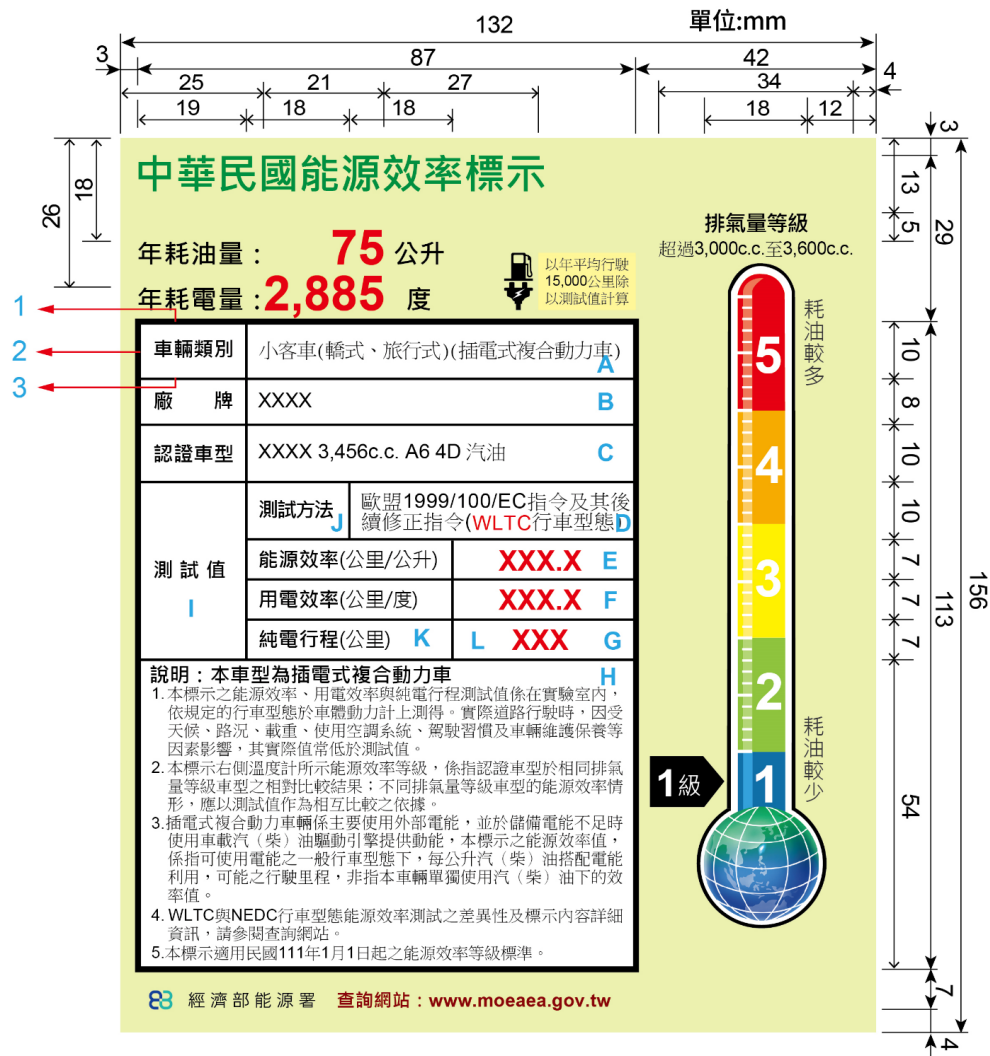 單位:mm
132
3
87
42
25
21
27
34
4
19
18
18
18
12
3
26
18
13
5
29
中華民國能源效率標示
年耗油量：75 公升
年耗電量：2,885 度
以年平均行駛
15,000公里除
以測試值計算
排氣量等級
超過3,000c.c.至3,600c.c.
耗油較多
5
4
3
2
1
耗油較少
1級
1
2
3
車輛類別
小客車(轎式、旅行式)(插電式複合動力車)
A
廠 牌
XXXX
B
認證車型
XXXX 3,456c.c. A6 4D 汽油
C
測試值
I
測試方法
J
歐盟1999/100/EC指令及其後
續修正指令(WLTC行車型態)
D
能源效率(公里/公升)
XXX.X
E
用電效率(公里/度)
XXX.X
F
純電行程(公里)
K
L
XXX
G
說明：本車型為插電式複合動力車
H
1.本標示之能源效率、用電效率與純電行程測試值係在實驗室內，
依規定的行車型態於車體動力計上測得。實際道路行駛時，因受
天候、路況、載重、使用空調系統、駕駛習慣及車輛維護保養等
因素影響，其實際值常低於測試值。
2.本標示右側溫度計所示能源效率等級，係指認證車型於相同排氣
量等級車型之相對比較結果；不同排氣量等級車型的能源效率情
形，應以測試值作為相互比較之依據。
3.插電式複合動力車輛係主要使用外部電能，並於儲備電能不足時
使用車載汽（柴）油驅動引擎提供動能，本標示之能源效率值，
係指可使用電能之一般行車型態下，每公升汽（柴）油搭配電能
利用，可能之行駛里程，非指本車輛單獨使用汽（柴）油下的效
率值。
4. WLTC與NEDC行車型態能源效率測試之差異性及標示內容詳細
資訊，請參閱查詢網站。
5.本標示適用民國111年1月1日起之能源效率等級標準。
經濟部能源署 查詢網站：www.moeaea.gov.tw
10
8
10
10
7
7
7
54
113
156
7
4